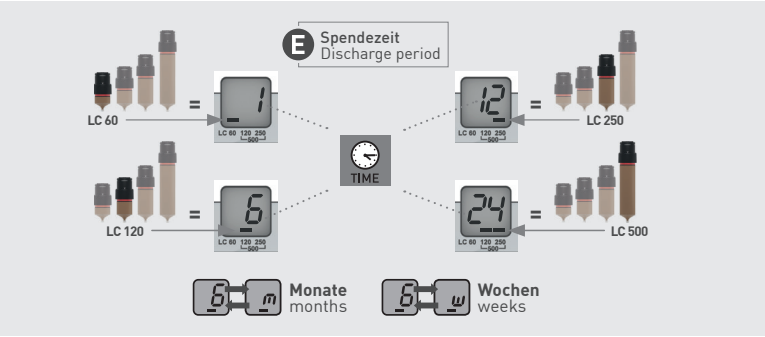 E Spendezeit
Discharge period
1
LC 60 120 250
500
=
LC 60
12
LC 60 120 250
500
=
LC 250
TIME
6
LC 60 120 250
500
=
LC 120
24
LC 60 120 250
500
=
LC 500
6 m Monate
months
6 w Wochen
weeks